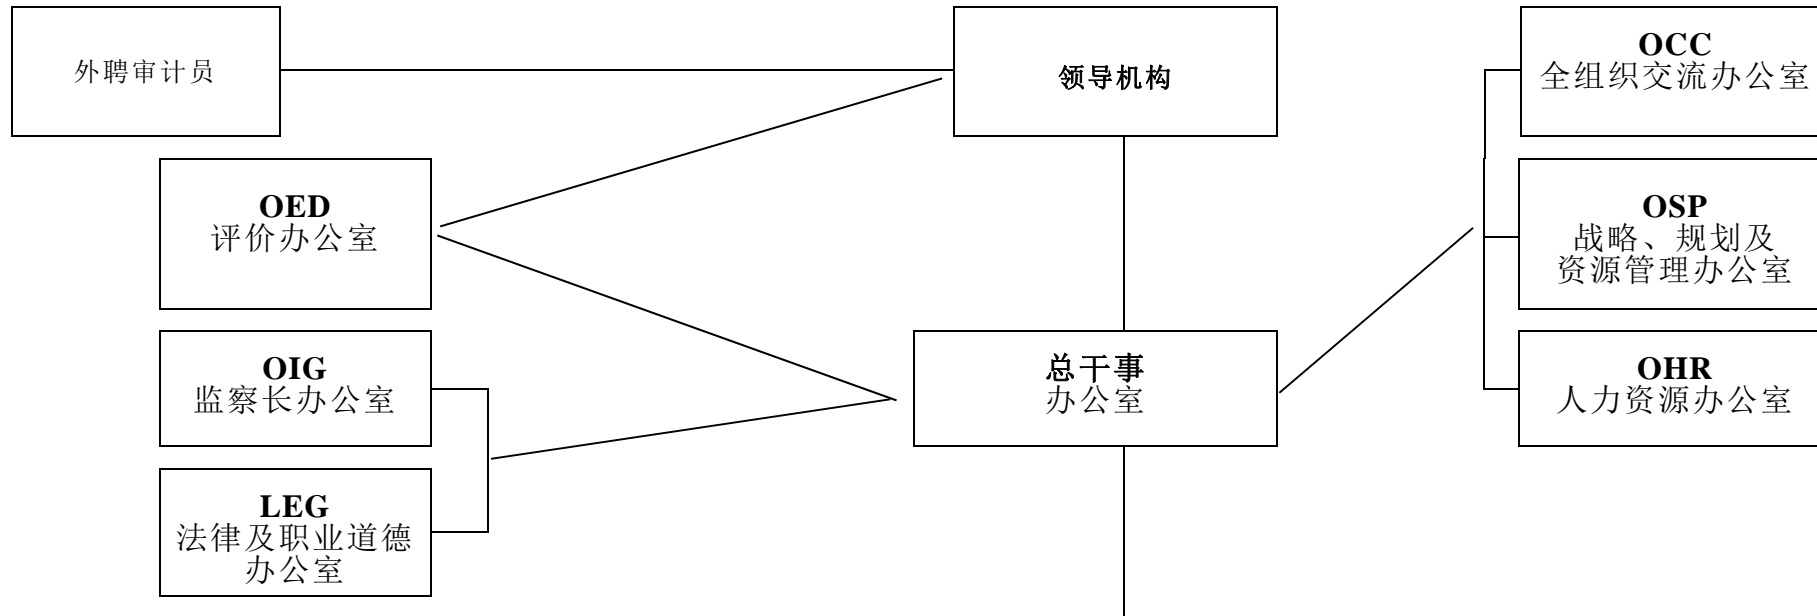 外聘审计员
领导机构
OCC
全组织交流办公室
OED
评价办公室
OSP
战略、规划及
资源管理办公室
OIG
监察长办公室
总干事
办公室
OHR
人力资源办公室
LEG
法律及职业道德
办公室